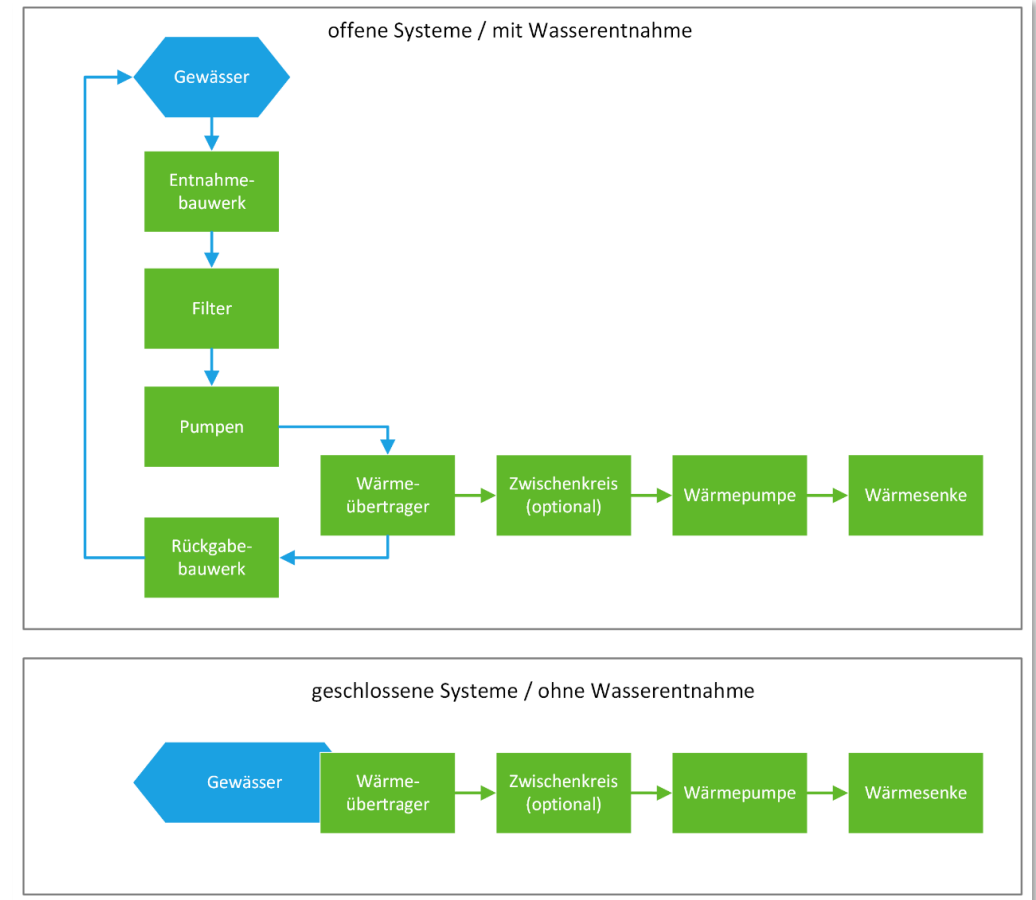 offene Systeme / mit Wasserentnahme
Gewässer
Entnahme-
bauwerk
Filter
Pumpen
Wärme-
übertrager
Zwischenkreis
(optional)
Wärmepumpe
Wärmesenke
Rückgabe-
bauwerk
geschlossene Systeme / ohne Wasserentnahme
Gewässer
Wärme-
übertrager
Zwischenkreis
(optional)
Wärmepumpe
Wärmesenke